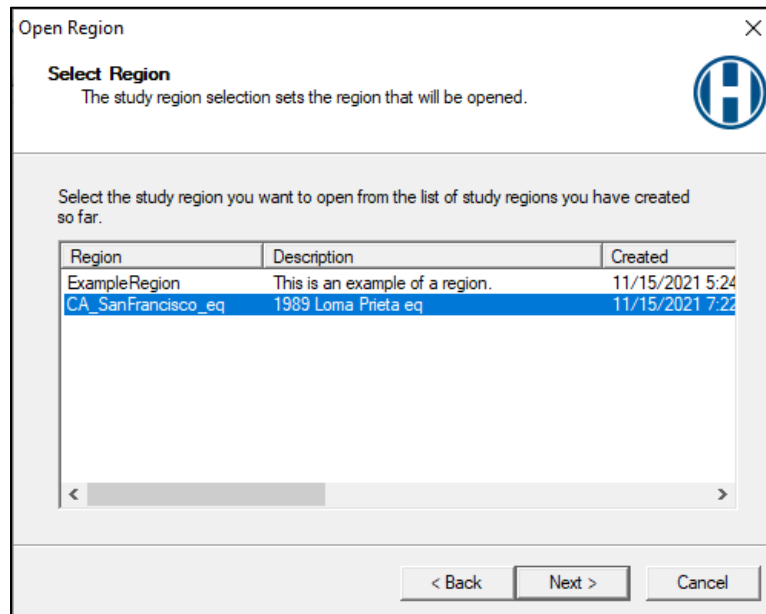 Open Region
Select Region
The study region selection sets the region that will be opened.
Select the study region you want to open from the list of study regions you have created
so far.
Region Description Created
ExampleRegion This is an example of a region. 11/15/2021 5:24
CA_SanFrancisco_eq 1989 Loma Prieta eq 11/15/2021 7:22
< Back Next > Cancel